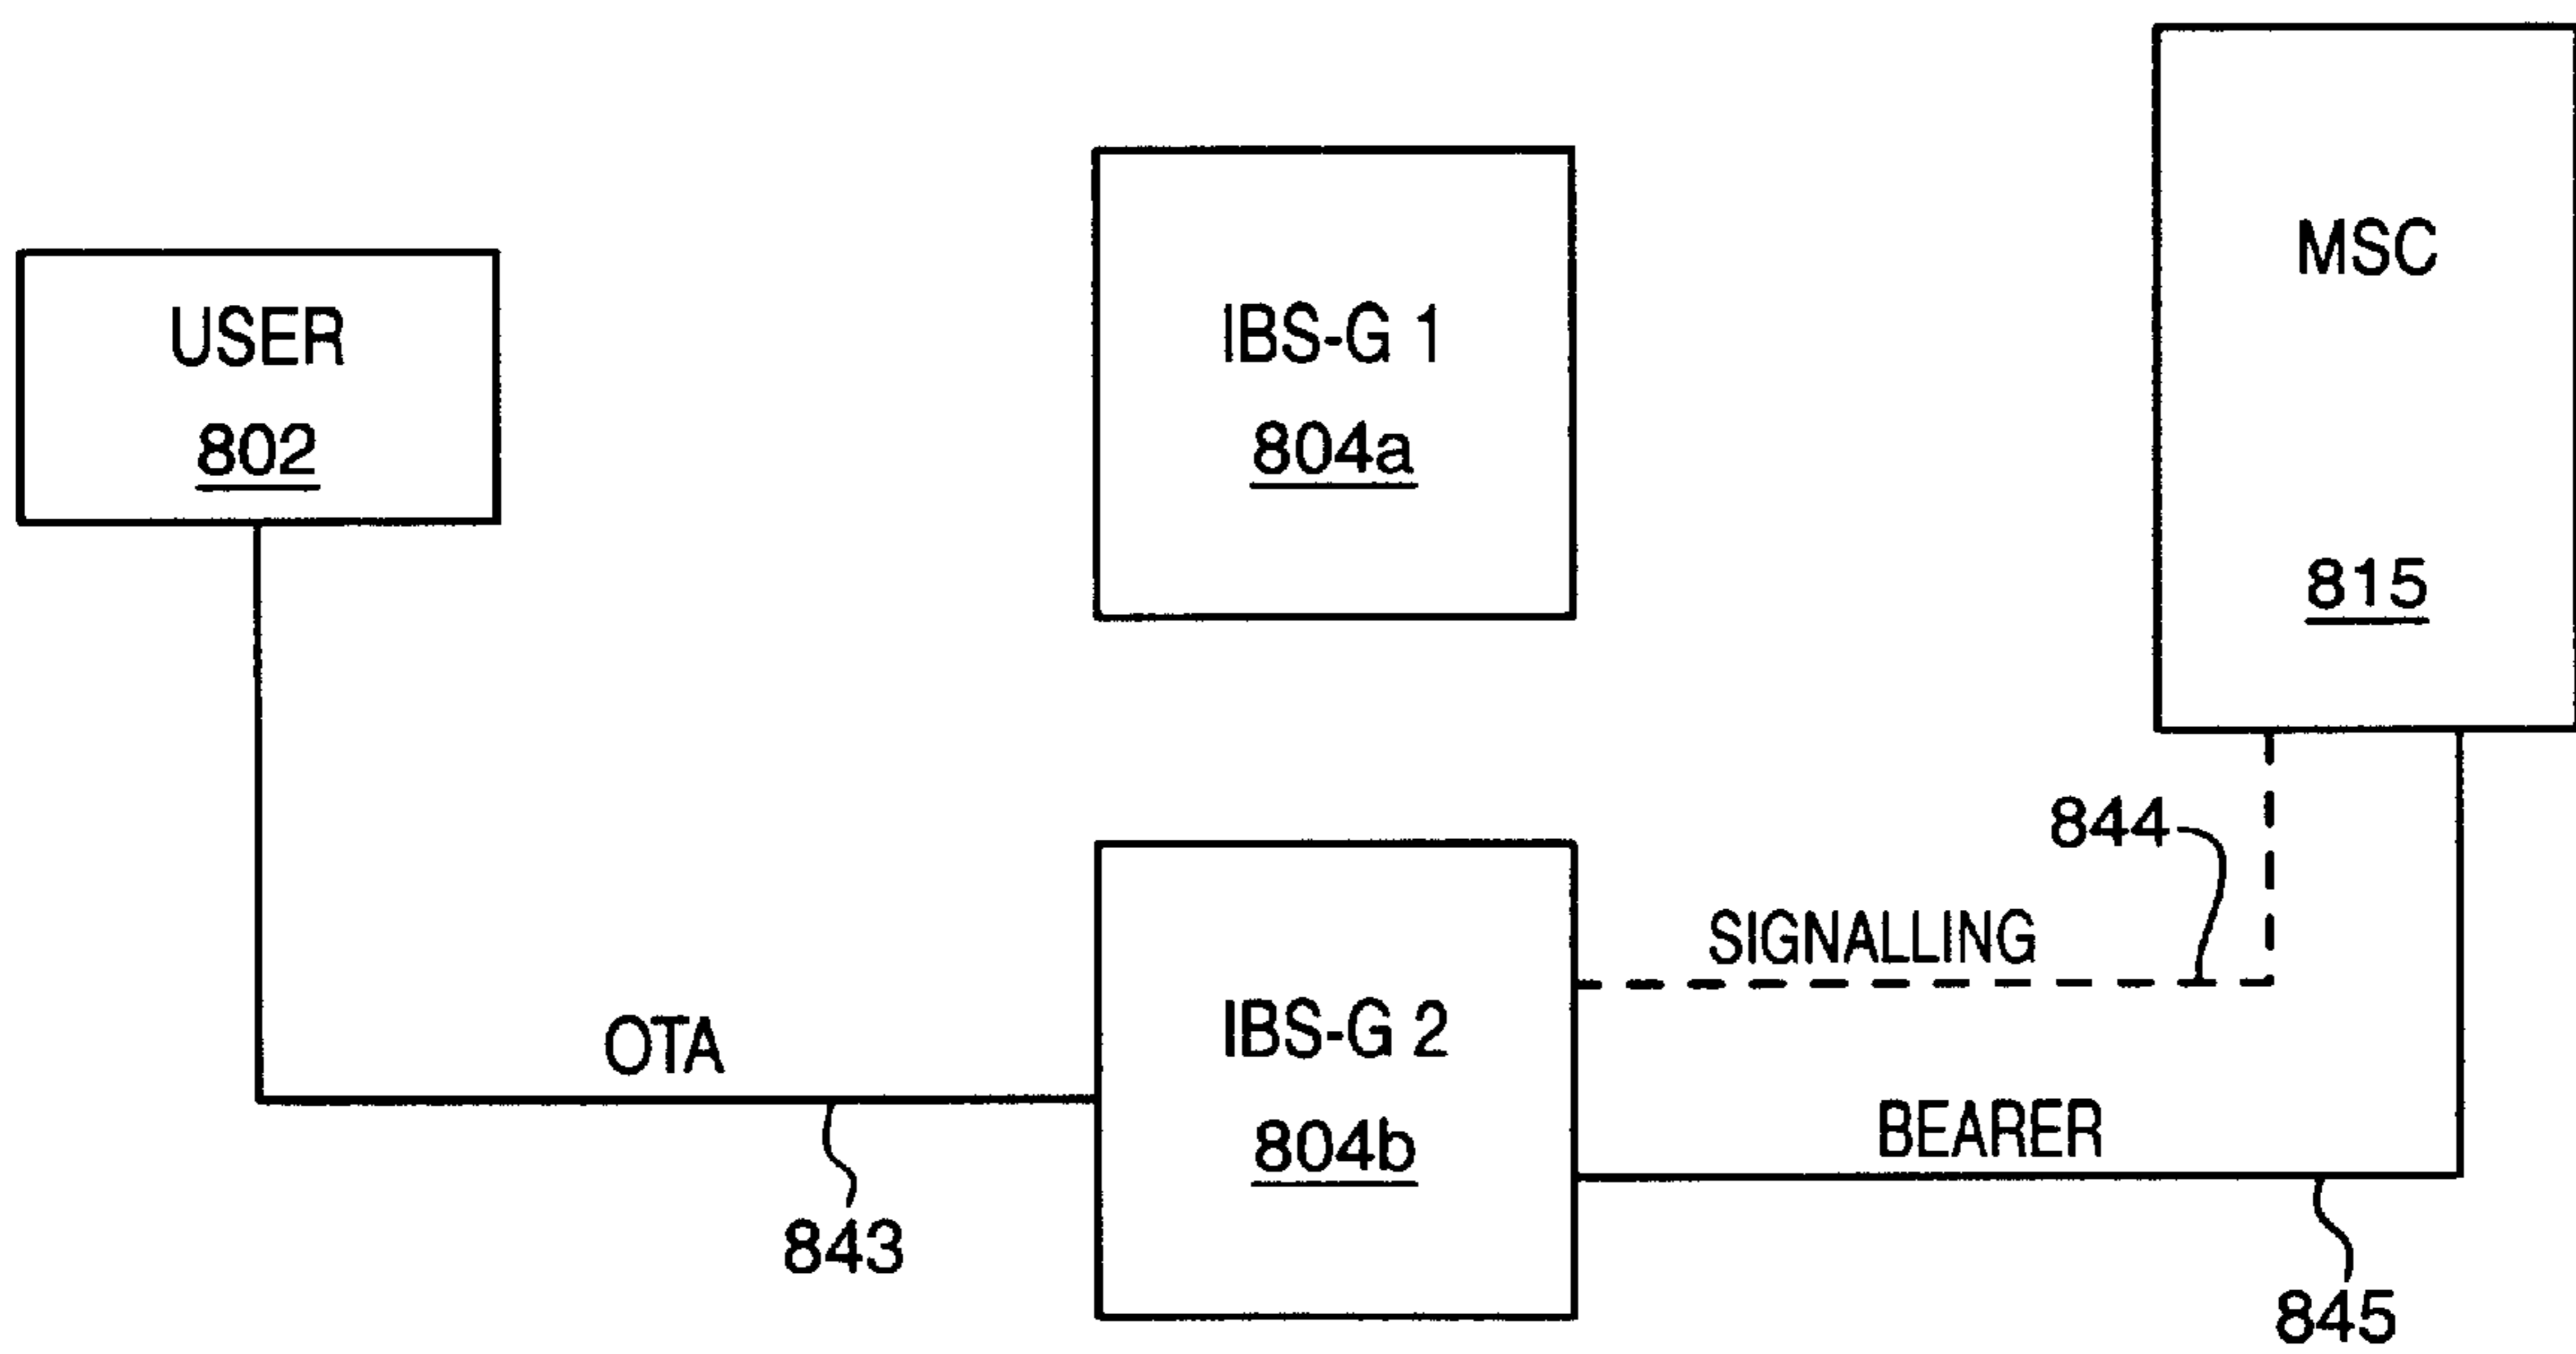 USER
802
IBS-G 1
804a
MSC
815
844
SIGNALLING
OTA
843
IBS-G 2
804b
BEARER
845